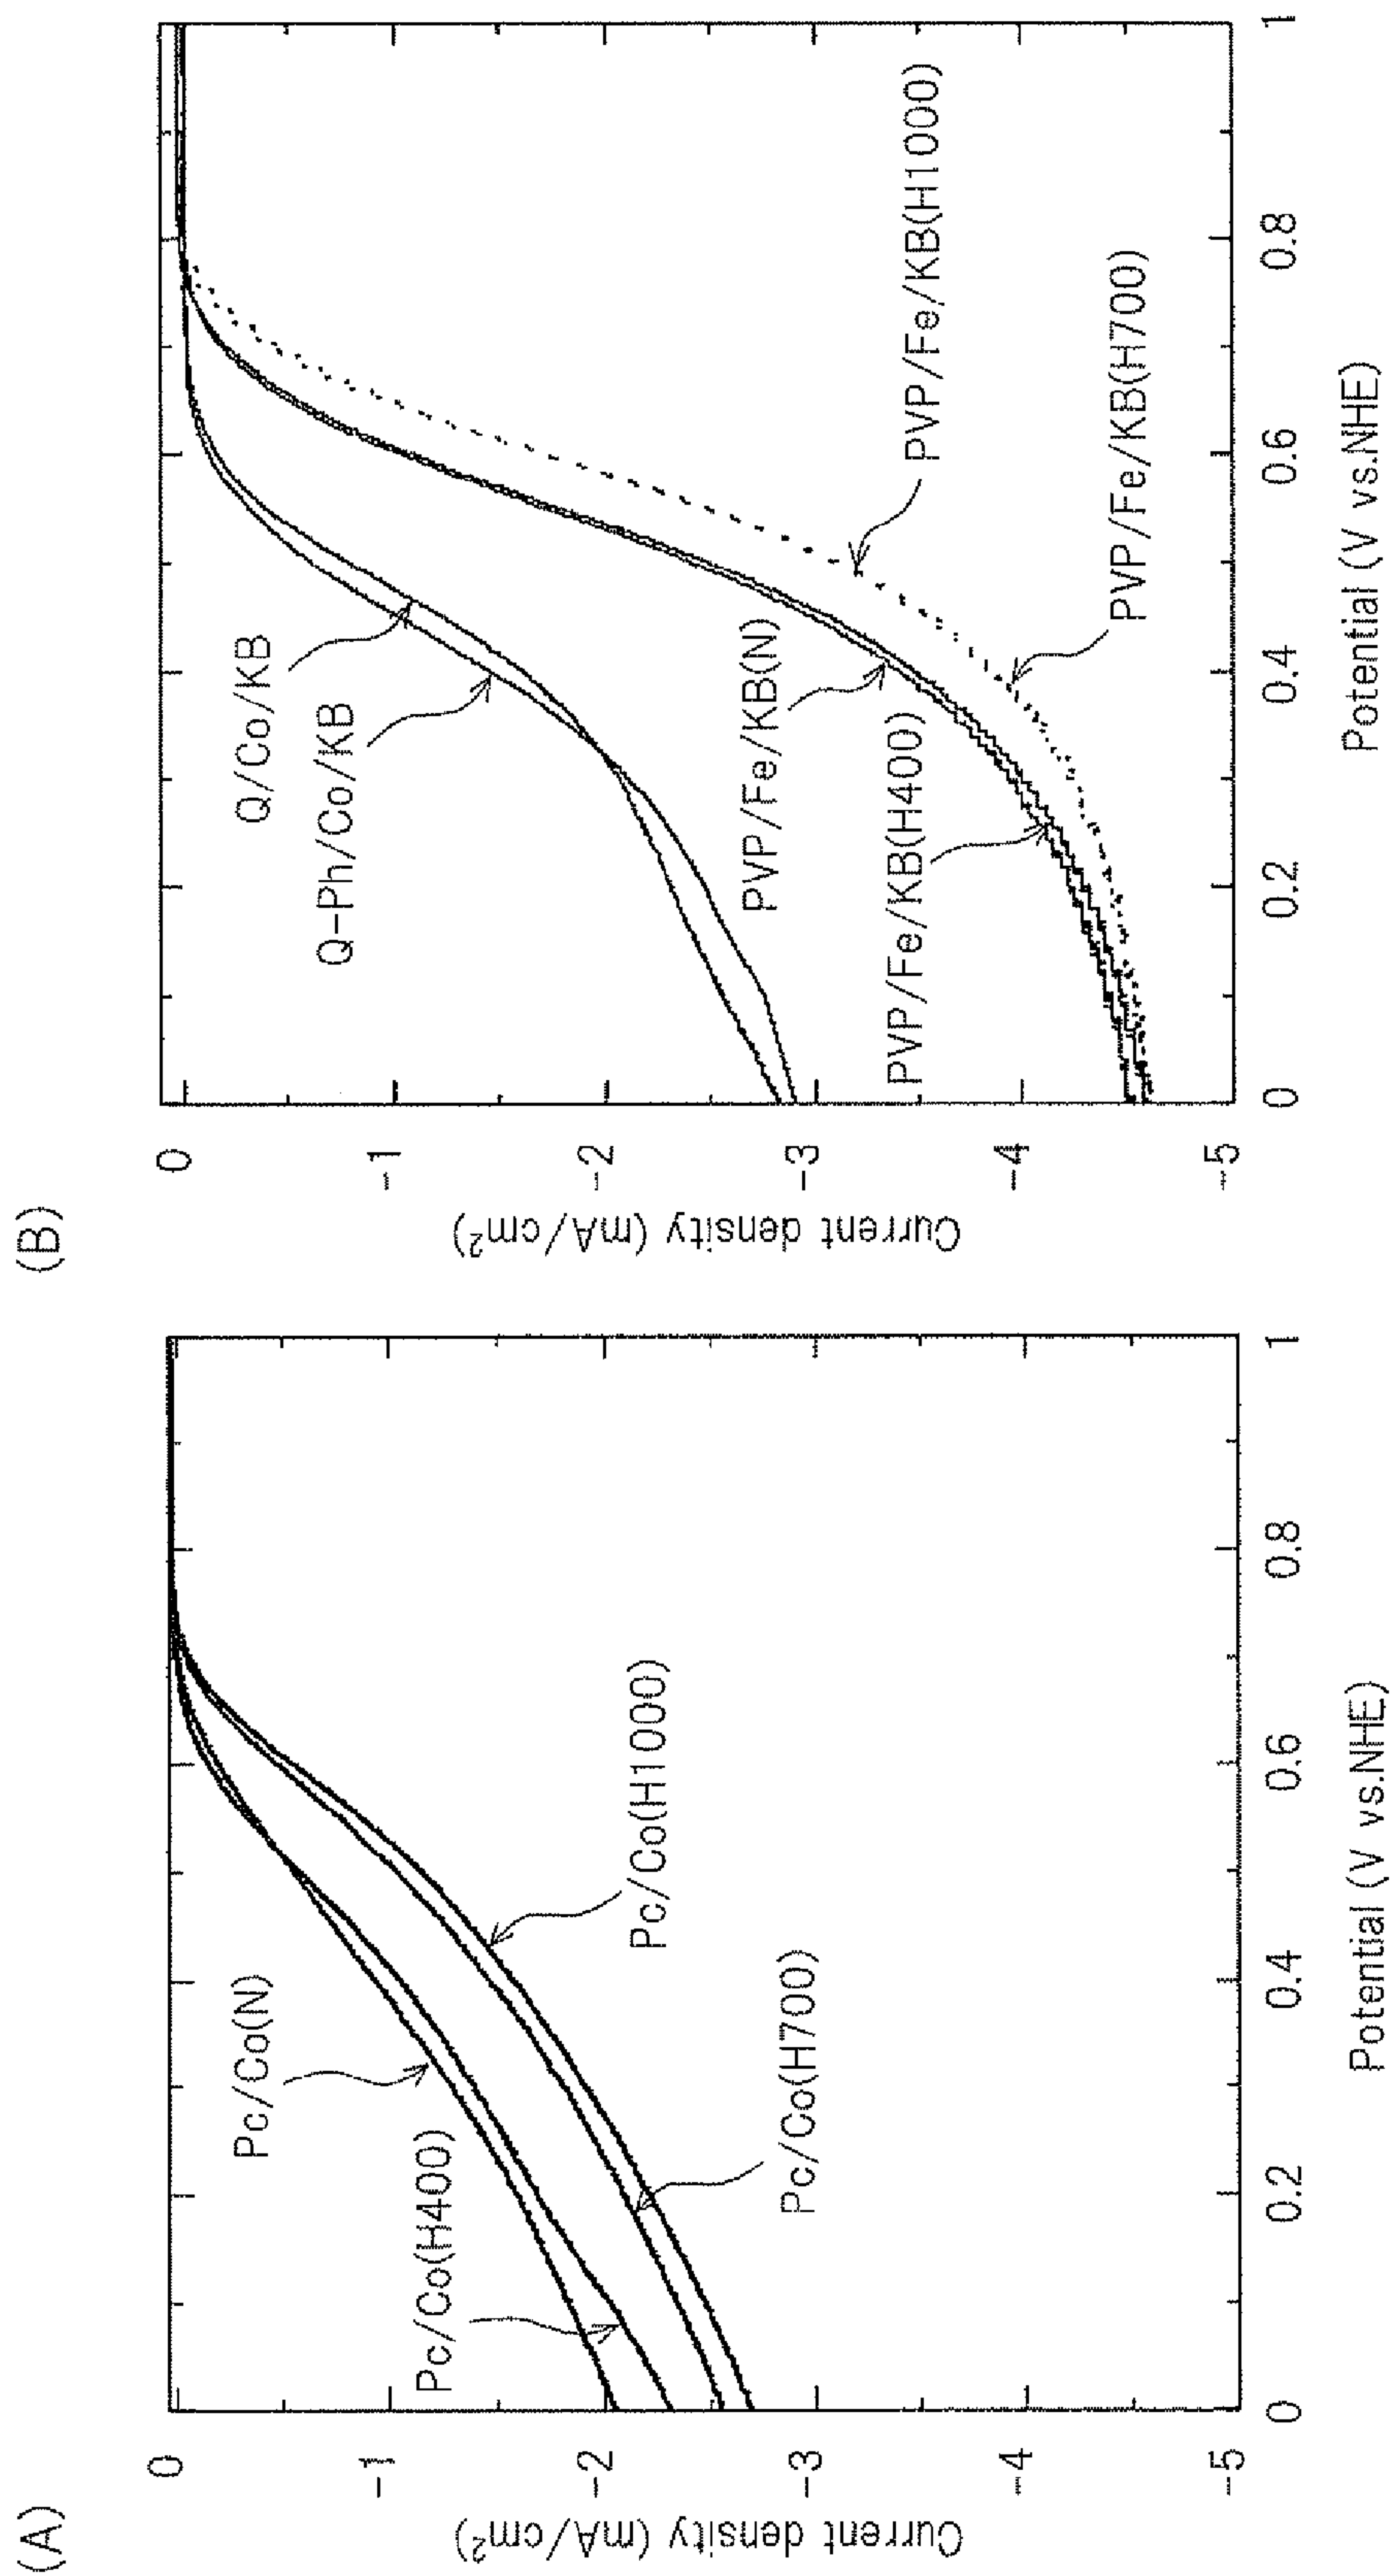 (A)
Current density (mA/cm²)
0
-1
-2
-3
-4
-5
Pc/Co(N)
Pc/Co(H400)
Pc/Co(H1000)
Pc/Co(H700)
0
0.2
0.4
0.6
0.8
1
Potential (V vs.NHE)
(B)
Current density (mA/cm²)
0
-1
-2
-3
-4
-5
Q/Co/KB
Q-Ph/Co/KB
PVP/Fe/KB(N)
PVP/Fe/KB(H400)
PVP/Fe/KB(H1000)
PVP/Fe/KB(H700)
0
0.2
0.4
0.6
0.8
1
Potential (V vs.NHE)